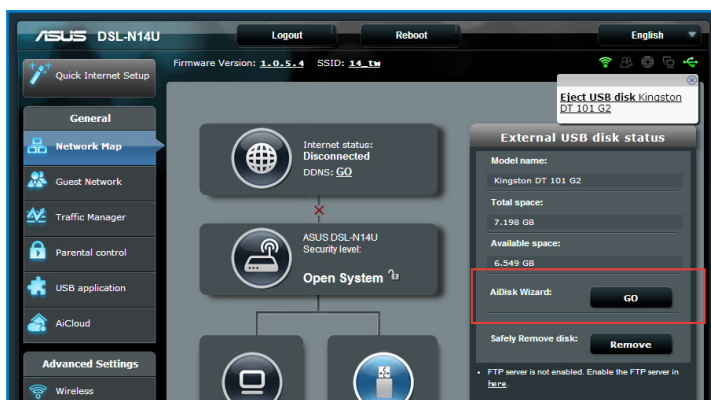 ASUS DSL-N14U
Logout
Reboot
English
Quick Internet Setup
Firmware Version: 1.0.5.4 SSID: 14_tw
Eject USB disk Kingston
DT 101 G2
General
Network Map
Guest Network
Traffic Manager
Parental control
USB application
AiCloud
Advanced Settings
Wireless
Internet status:
Disconnected
DDNS: GO
ASUS DSL-N14U
Security level:
Open System
External USB disk status
Model name:
Kingston DT 101 G2
Total space:
7.198 GB
Available space:
6.549 GB
AiDisk Wizard:
GO
Safely Remove disk:
Remove
• FTP server is not enabled. Enable the FTP server in
here.